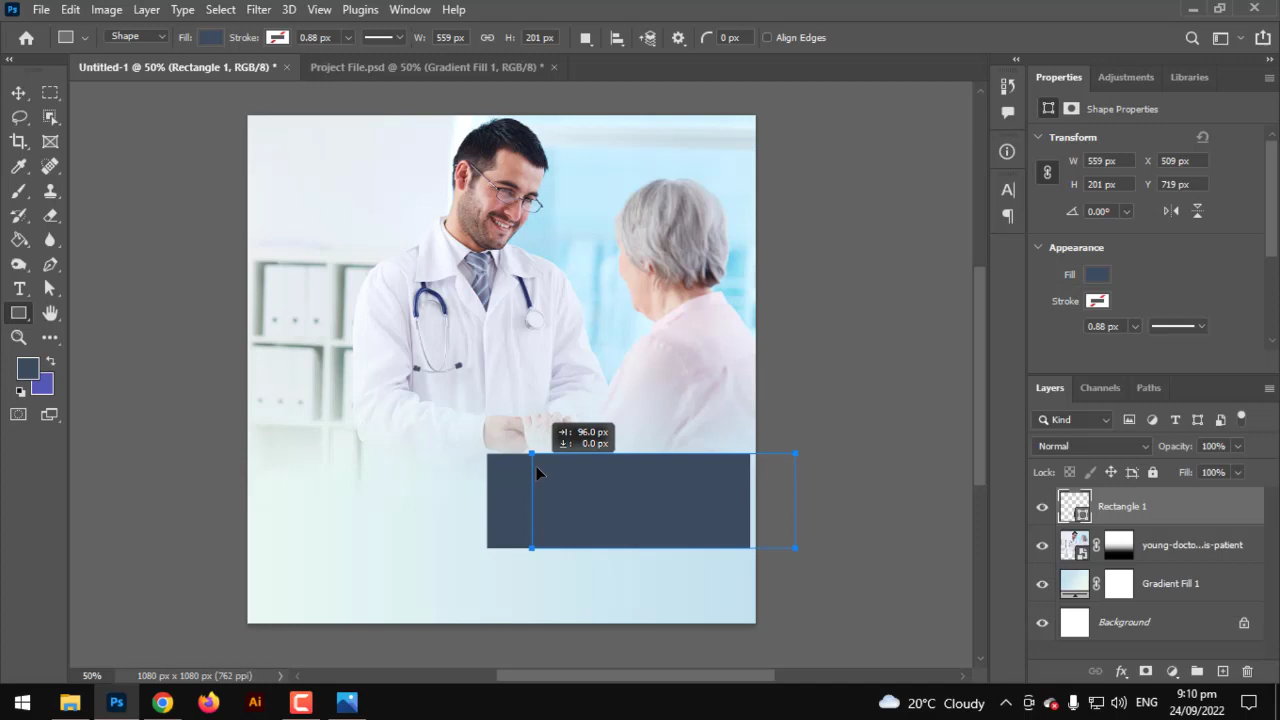 Ps File Edit Image Layer Type Select Filter 3D View Plugins Window Help
Shape Fill: Stroke: 0.88 px W: 559 px H: 201 px 0 px Align Edges
Untitled-1 @ 50% (Rectangle 1, RGB/8) * × Project File.psd @ 50% (Gradient Fill 1, RGB/8) * ×
Properties Adjustments Libraries
Shape Properties
Transform
W 559 px X 509 px
H 201 px Y 719 px
0.00°
Appearance
Fill
Stroke
0.88 px
96.0 px
0.0 px
Layers Channels Paths
Kind
Normal Opacity: 100%
Lock: Fill: 100%
Rectangle 1
young-docto...is-patient
Gradient Fill 1
Background
50% 1080 px x 1080 px (762 ppi)
Ps Ai 20°C Cloudy ENG
9:10 pm
24/09/2022